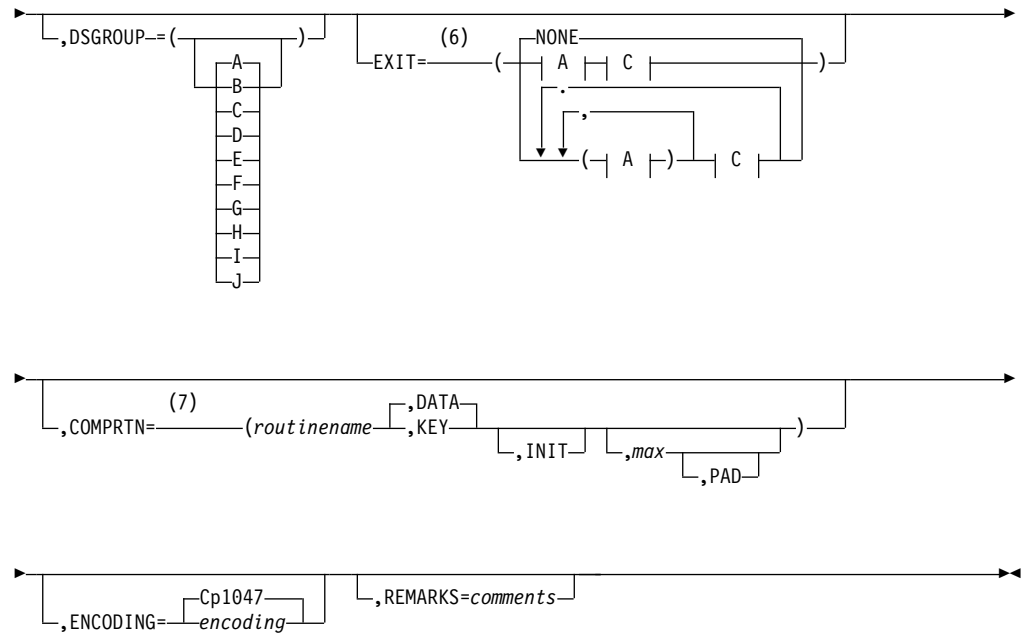 ,DSGROUP =( )
A
B
C
D
E
F
G
H
I
J
(6)
EXIT= ( NONE
A C )
.
,
( A ) C
(7)
,COMPRTN= (routinename ,DATA
,KEY
,INIT ,max )
,PAD
,ENCODING= Cp1047
encoding
,REMARKS=comments